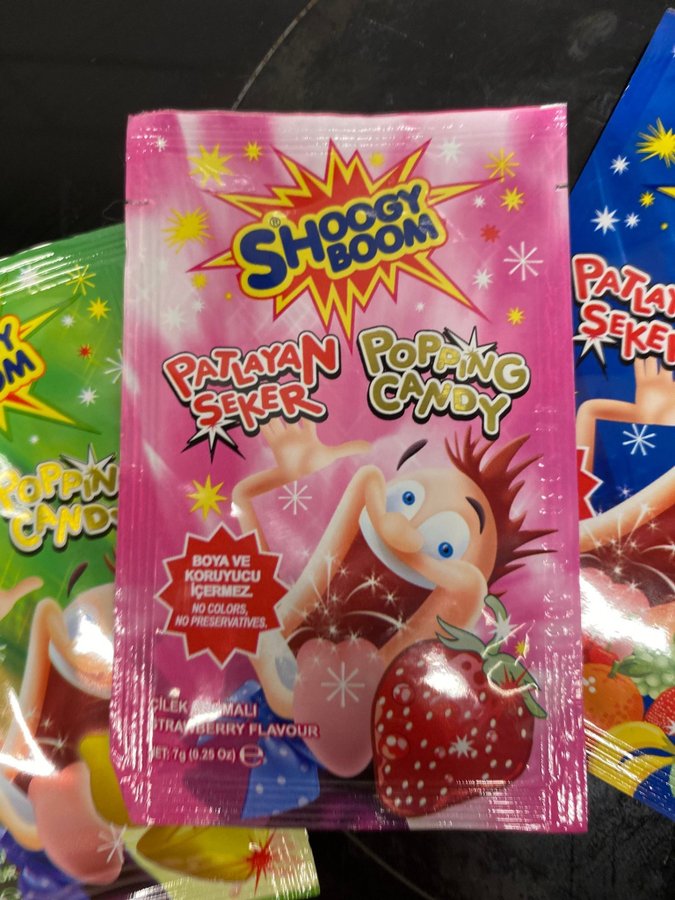 SHOOGY
BOOM
®
PATLAYAN
ŞEKER
POPPING
CANDY
BOYA VE
KORUYUCU
İÇERMEZ.
NO COLORS,
NO PRESERVATIVES.
ÇİLEK AROMALI
STRAWBERRY FLAVOUR
NET: 7g (0.25 Oz) e
POPPING
CANDY
ŞEKER